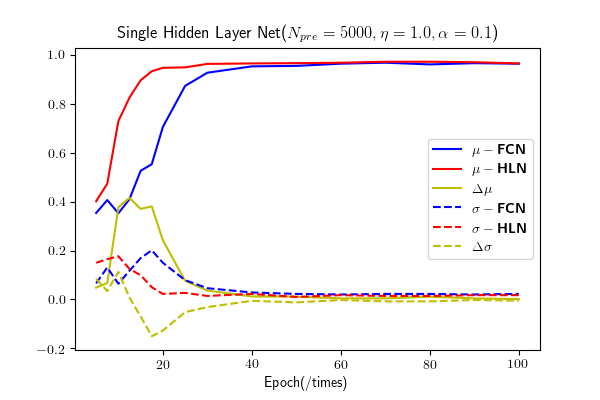 Single Hidden Layer Net(N_pre = 5000, η = 1.0, α = 0.1)
1.0
0.8
0.6
0.4
0.2
0.0
−0.2
μ − FCN
μ − HLN
Δμ
σ − FCN
σ − HLN
Δσ
20 40 60 80 100
Epoch(/times)